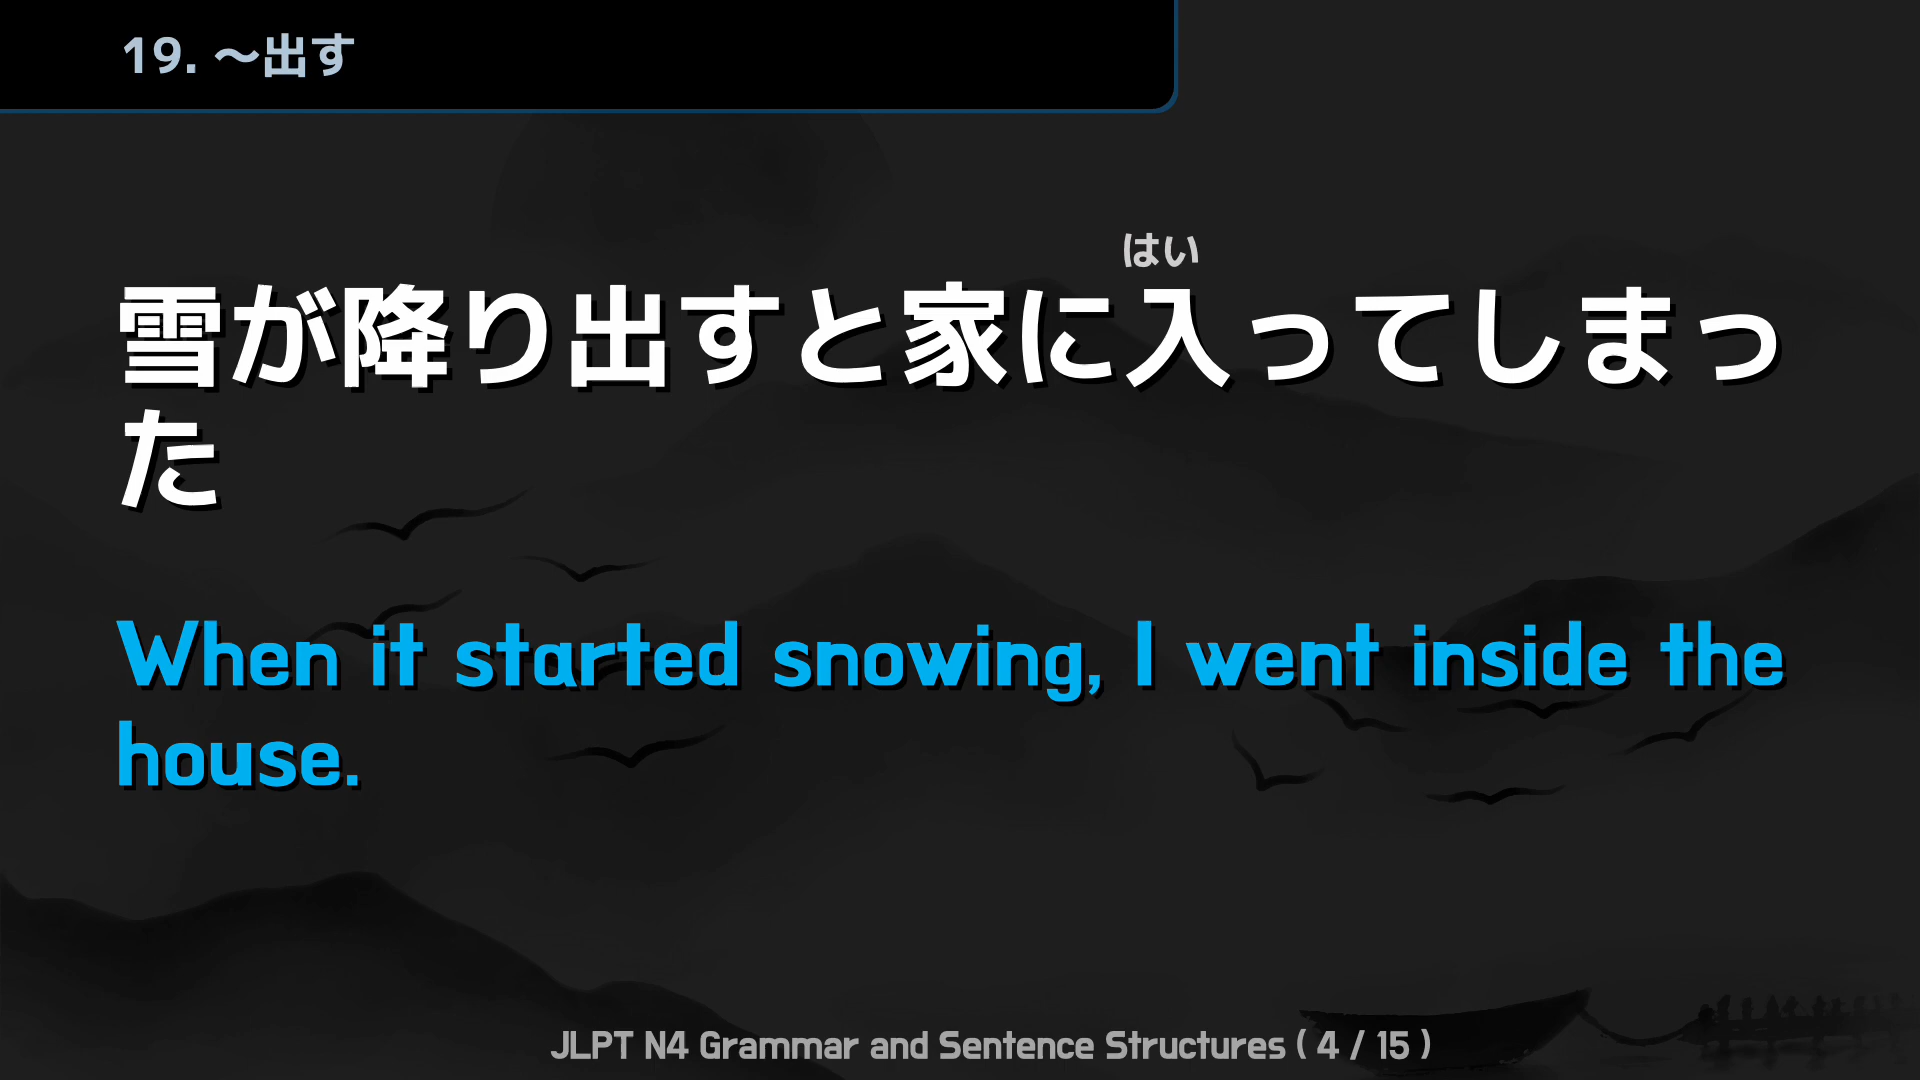 19. 〜出す
はい
雪が降り出すと家に入ってしまっ
た
When it started snowing, I went inside the
house.
JLPT N4 Grammar and Sentence Structures ( 4 / 15 )